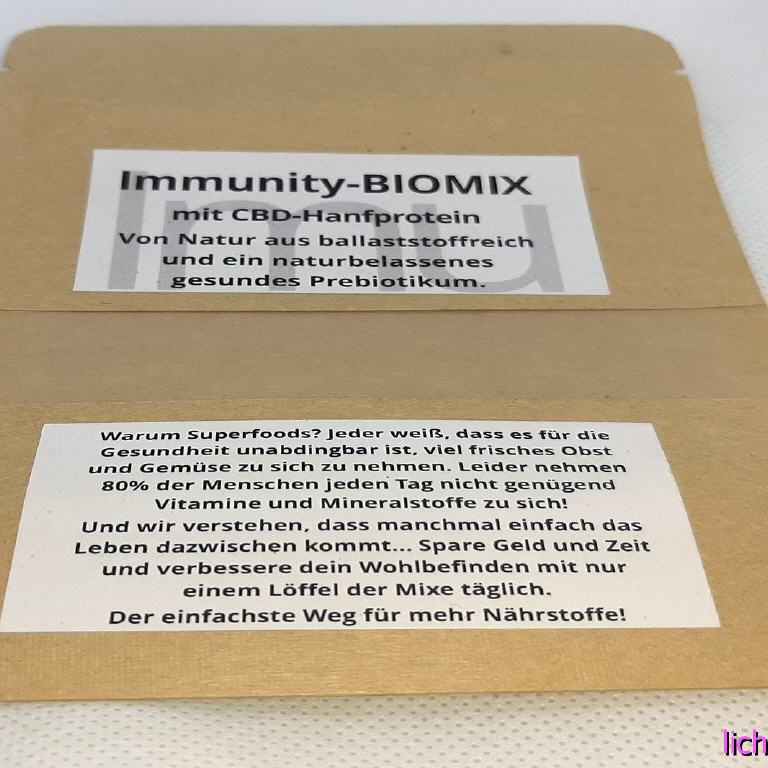 Immunity-BIOMIX
mit CBD-Hanfprotein
Von Natur aus ballaststoffreich
und ein naturbelassenes
gesundes Prebiotikum.
Imu
Warum Superfoods? Jeder weiß, dass es für die
Gesundheit unabdingbar ist, viel frisches Obst
und Gemüse zu sich zu nehmen. Leider nehmen
80% der Menschen jeden Tag nicht genügend
Vitamine und Mineralstoffe zu sich!
Und wir verstehen, dass manchmal einfach das
Leben dazwischen kommt... Spare Geld und Zeit
und verbessere dein Wohlbefinden mit nur
einem Löffel der Mixe täglich.
Der einfachste Weg für mehr Nährstoffe!
lich